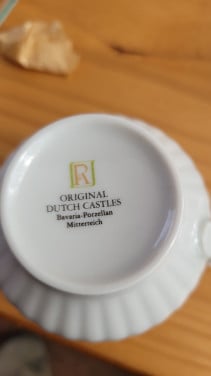 R
ORIGINAL
DUTCH CASTLES
Bavaria-Porzellan
Mitterteich